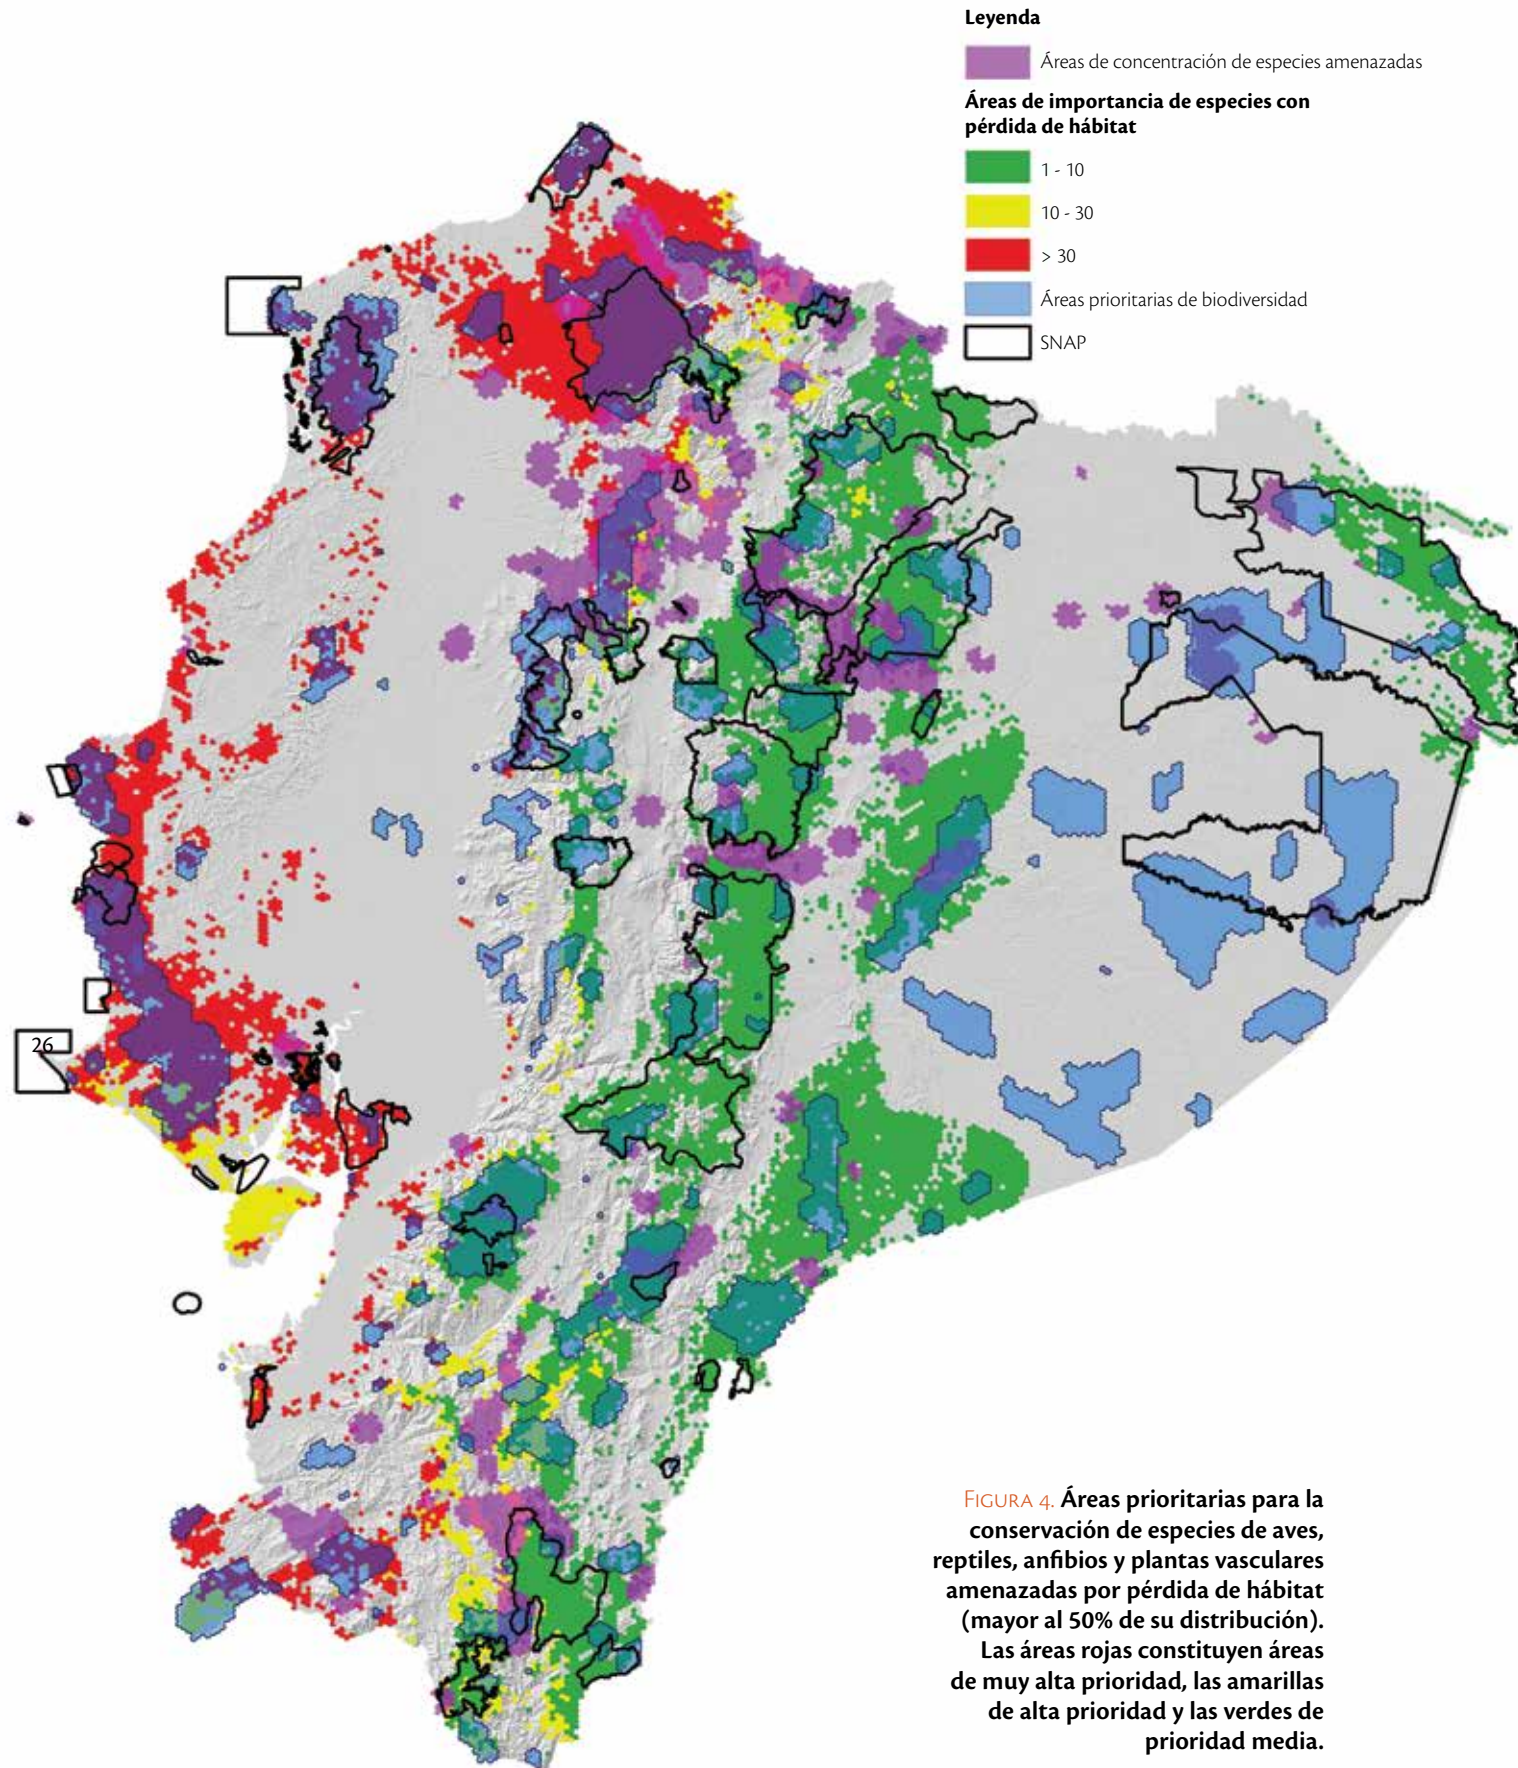 Leyenda
Áreas de concentración de especies amenazadas
Áreas de importancia de especies con
pérdida de hábitat
1 - 10
10 - 30
> 30
Áreas prioritarias de biodiversidad
SNAP
26
FIGURA 4. Áreas prioritarias para la
conservación de especies de aves,
reptiles, anfibios y plantas vasculares
amenazadas por pérdida de hábitat
(mayor al 50% de su distribución).
Las áreas rojas constituyen áreas
de muy alta prioridad, las amarillas
de alta prioridad y las verdes de
prioridad media.